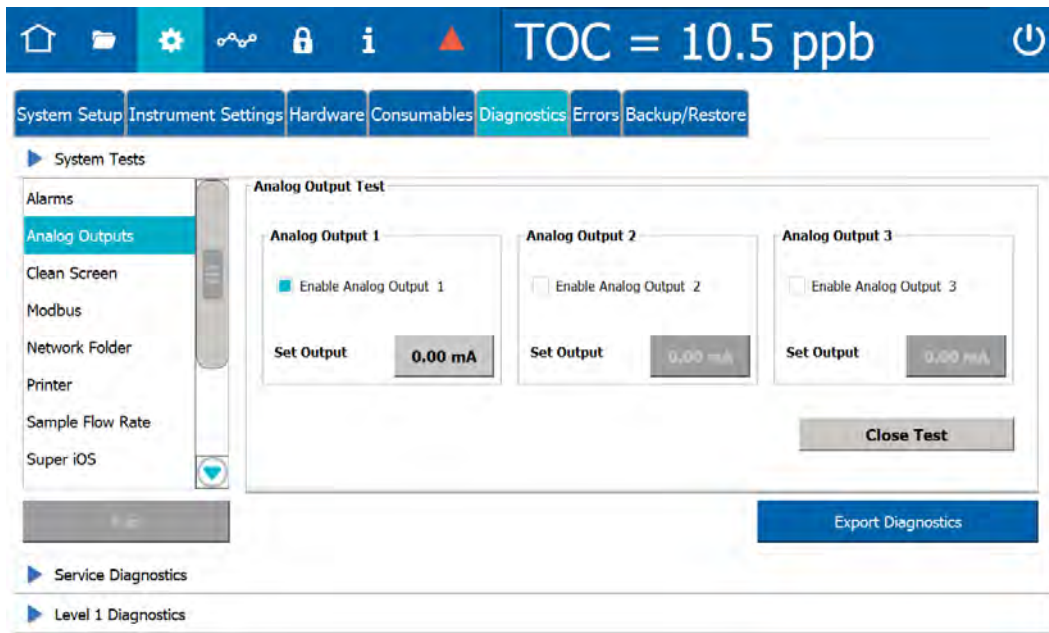 TOC = 10.5 ppb
System Setup Instrument Settings Hardware Consumables Diagnostics Errors Backup/Restore
System Tests
Alarms
Analog Outputs
Clean Screen
Modbus
Network Folder
Printer
Sample Flow Rate
Super iOS
Analog Output Test
Analog Output 1
Enable Analog Output 1
Set Output 0.00 mA
Analog Output 2
Enable Analog Output 2
Set Output 0.00 mA
Analog Output 3
Enable Analog Output 3
Set Output 0.00 mA
Close Test
Export Diagnostics
Service Diagnostics
Level 1 Diagnostics